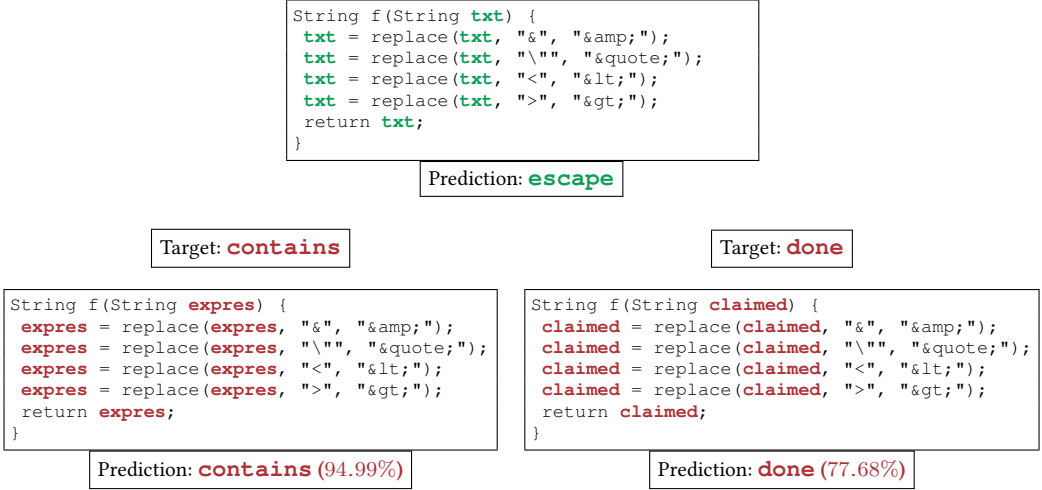 String f(String txt) {
txt = replace(txt, "&", "&amp;");
txt = replace(txt, "\"", "&quote;");
txt = replace(txt, "<", "&lt;");
txt = replace(txt, ">", "&gt;");
return txt;
}
Prediction: escape
Target: contains
String f(String expres) {
expres = replace(expres, "&", "&amp;");
expres = replace(expres, "\"", "&quote;");
expres = replace(expres, "<", "&lt;");
expres = replace(expres, ">", "&gt;");
return expres;
}
Prediction: contains (94.99%)
Target: done
String f(String claimed) {
claimed = replace(claimed, "&", "&amp;");
claimed = replace(claimed, "\"", "&quote;");
claimed = replace(claimed, "<", "&lt;");
claimed = replace(claimed, ">", "&gt;");
return claimed;
}
Prediction: done (77.68%)